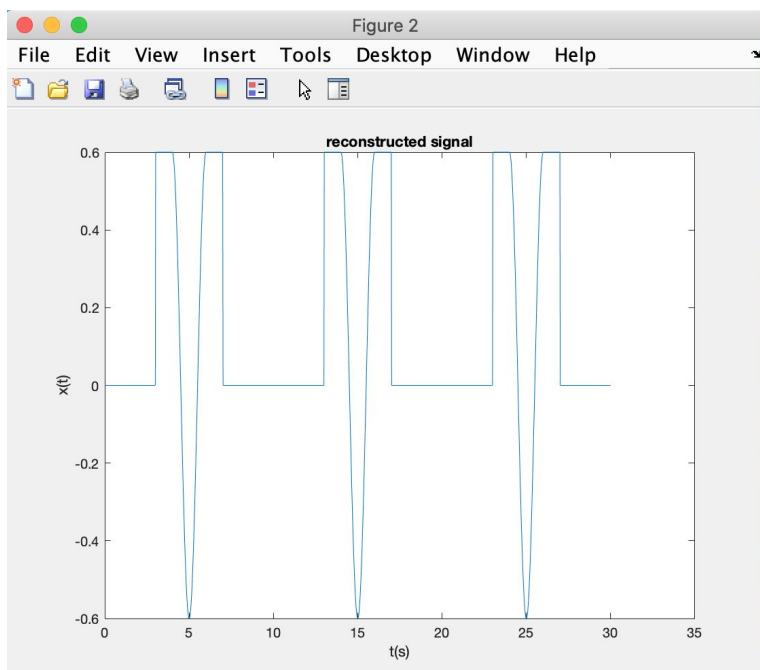 Figure 2
File Edit View Insert Tools Desktop Window Help
reconstructed signal
0.6
0.4
0.2
0
-0.2
-0.4
-0.6
x(t)
0 5 10 15 20 25 30 35
t(s)